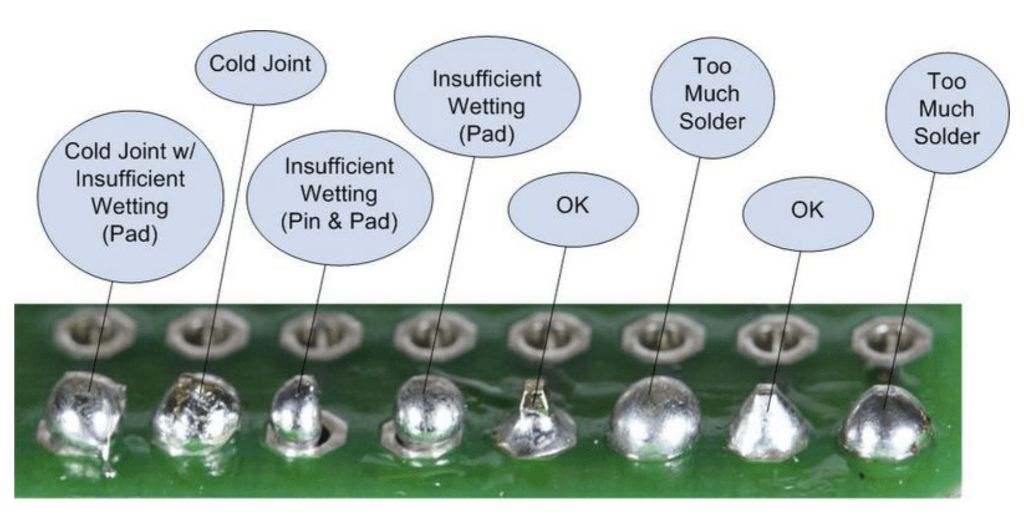 Cold Joint w/
Insufficient
Wetting
(Pad)
Cold Joint
Insufficient
Wetting
(Pin & Pad)
Insufficient
Wetting
(Pad)
OK
Too
Much
Solder
OK
Too
Much
Solder